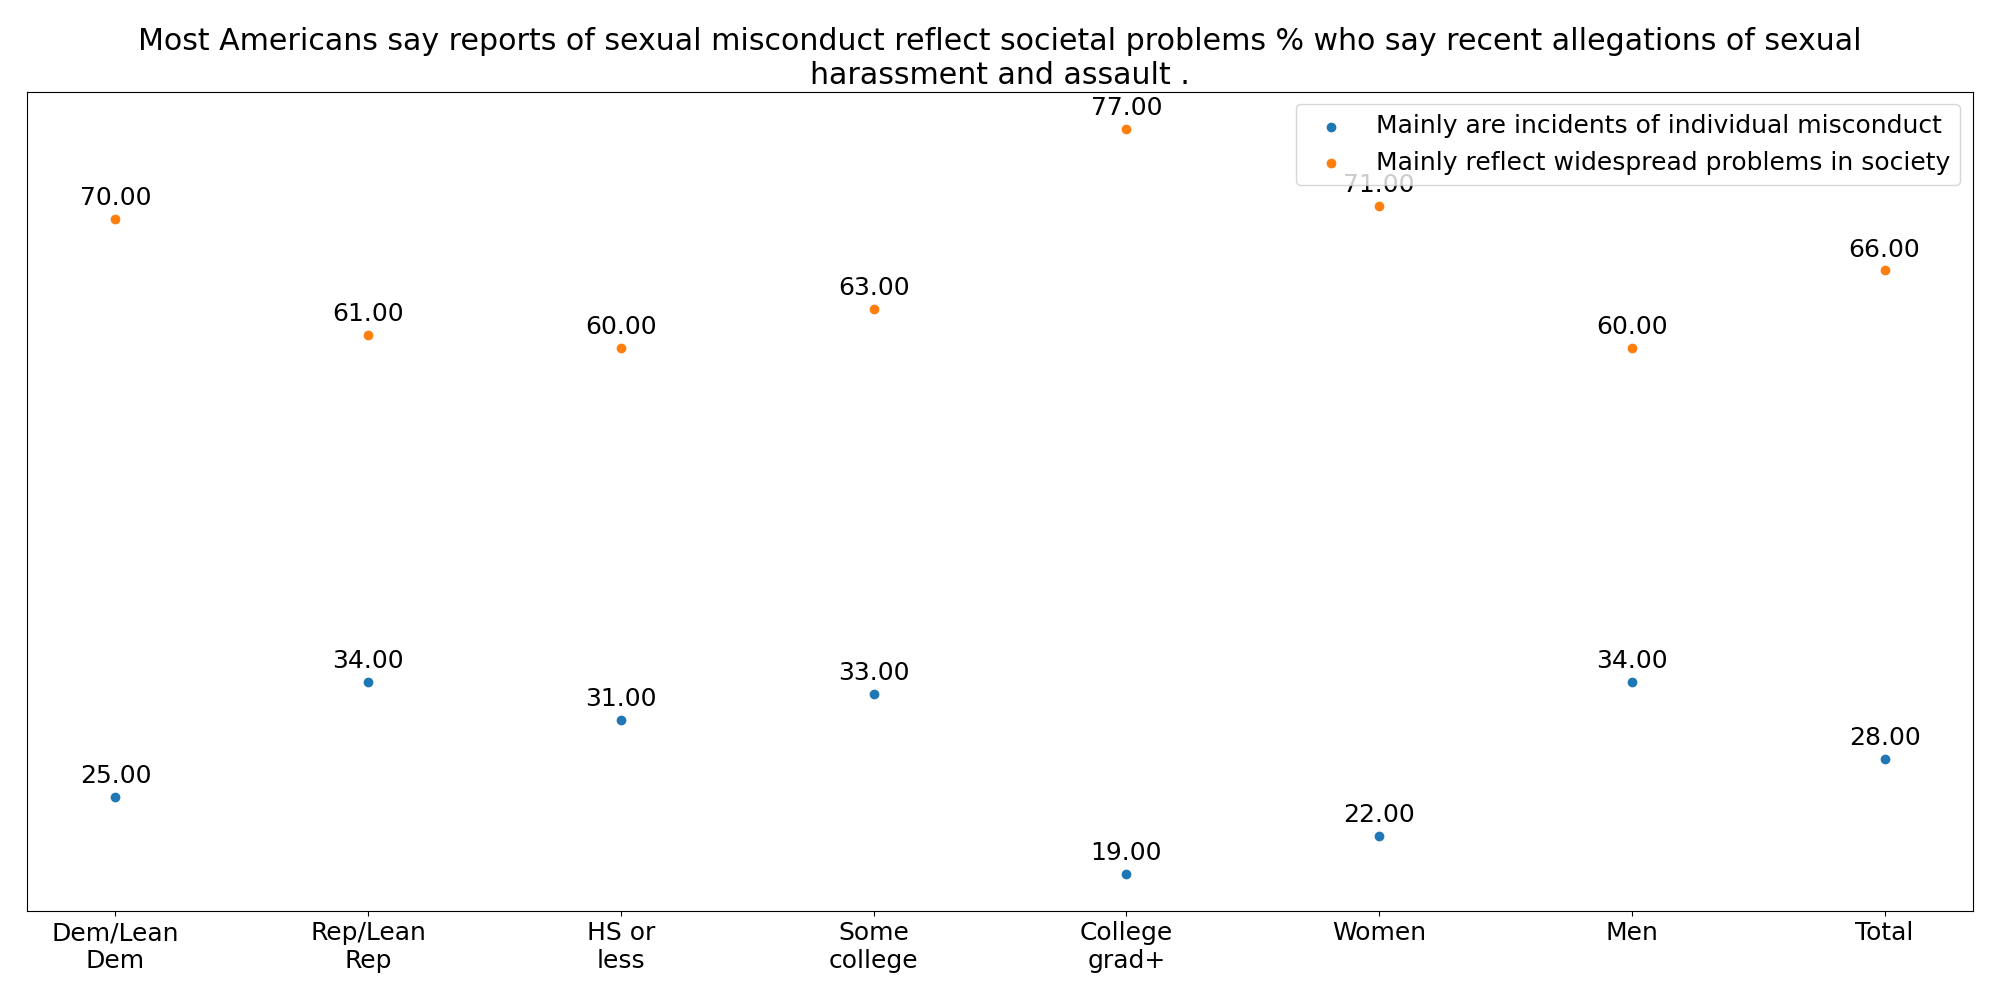 Most Americans say reports of sexual misconduct reflect societal problems % who say recent allegations of sexual
harassment and assault .
77.00
Mainly are incidents of individual misconduct
Mainly reflect widespread problems in society
71.00
70.00
66.00
63.00
61.00
60.00
60.00
34.00
33.00
34.00
31.00
28.00
25.00
22.00
19.00
Dem/Lean
Dem
Rep/Lean
Rep
HS or
less
Some
college
College
grad+
Women
Men
Total